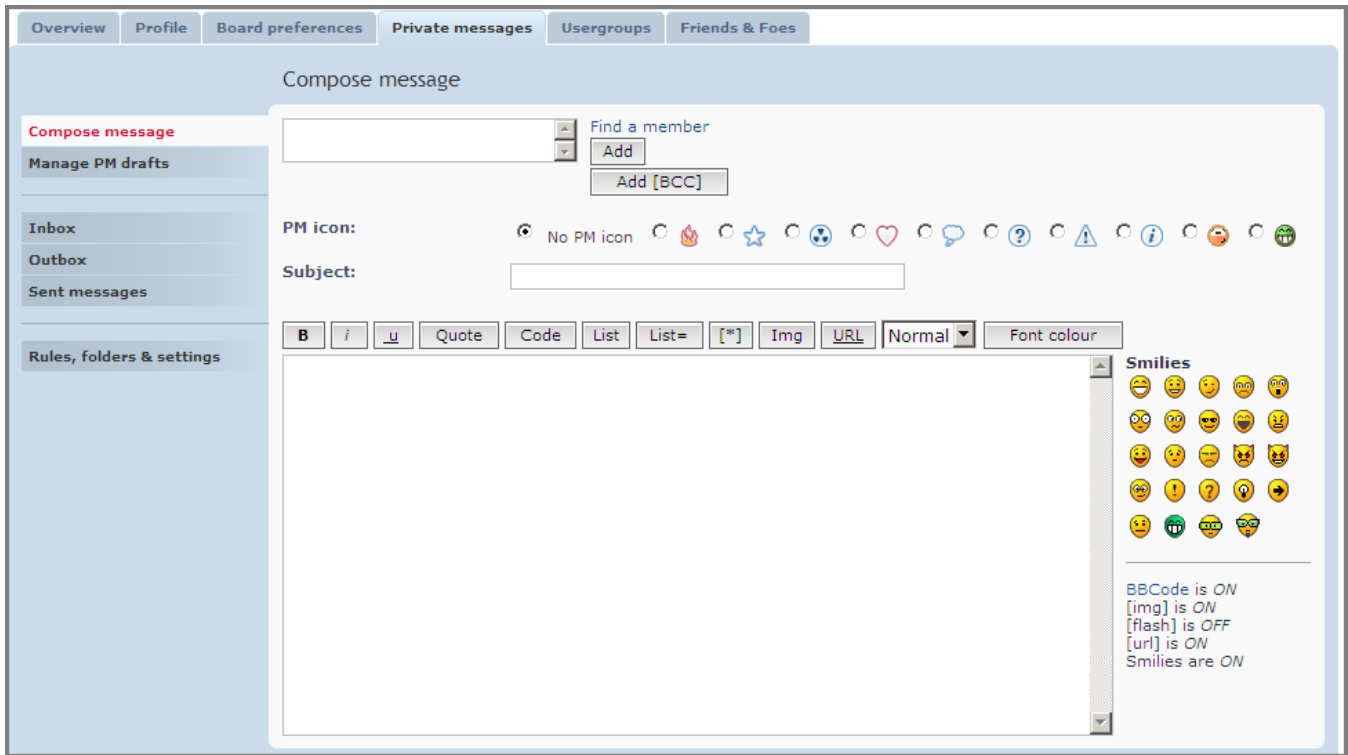 Overview Profile Board preferences Private messages Usergroups Friends & Foes
Compose message
Compose message
Manage PM drafts
Inbox
Outbox
Sent messages
Rules, folders & settings
Find a member
Add
Add [BCC]
PM icon: No PM icon
Subject:
B i u Quote Code List List= [*] Img URL Normal Font colour
Smilies
BBCode is ON
[img] is ON
[flash] is OFF
[url] is ON
Smilies are ON